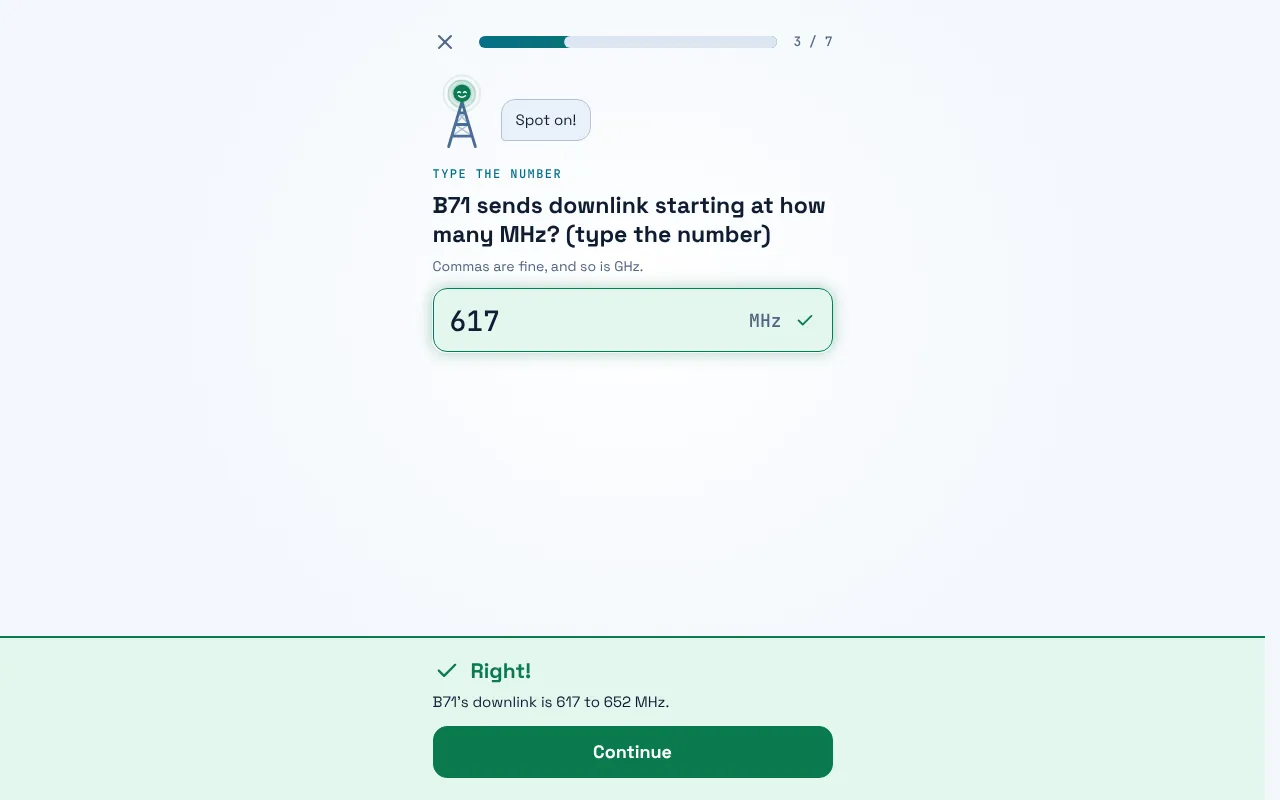 3 / 7
Spot on!
TYPE THE NUMBER
B71 sends downlink starting at how
many MHz? (type the number)
Commas are fine, and so is GHz.
617 MHz
Right!
B71's downlink is 617 to 652 MHz.
Continue